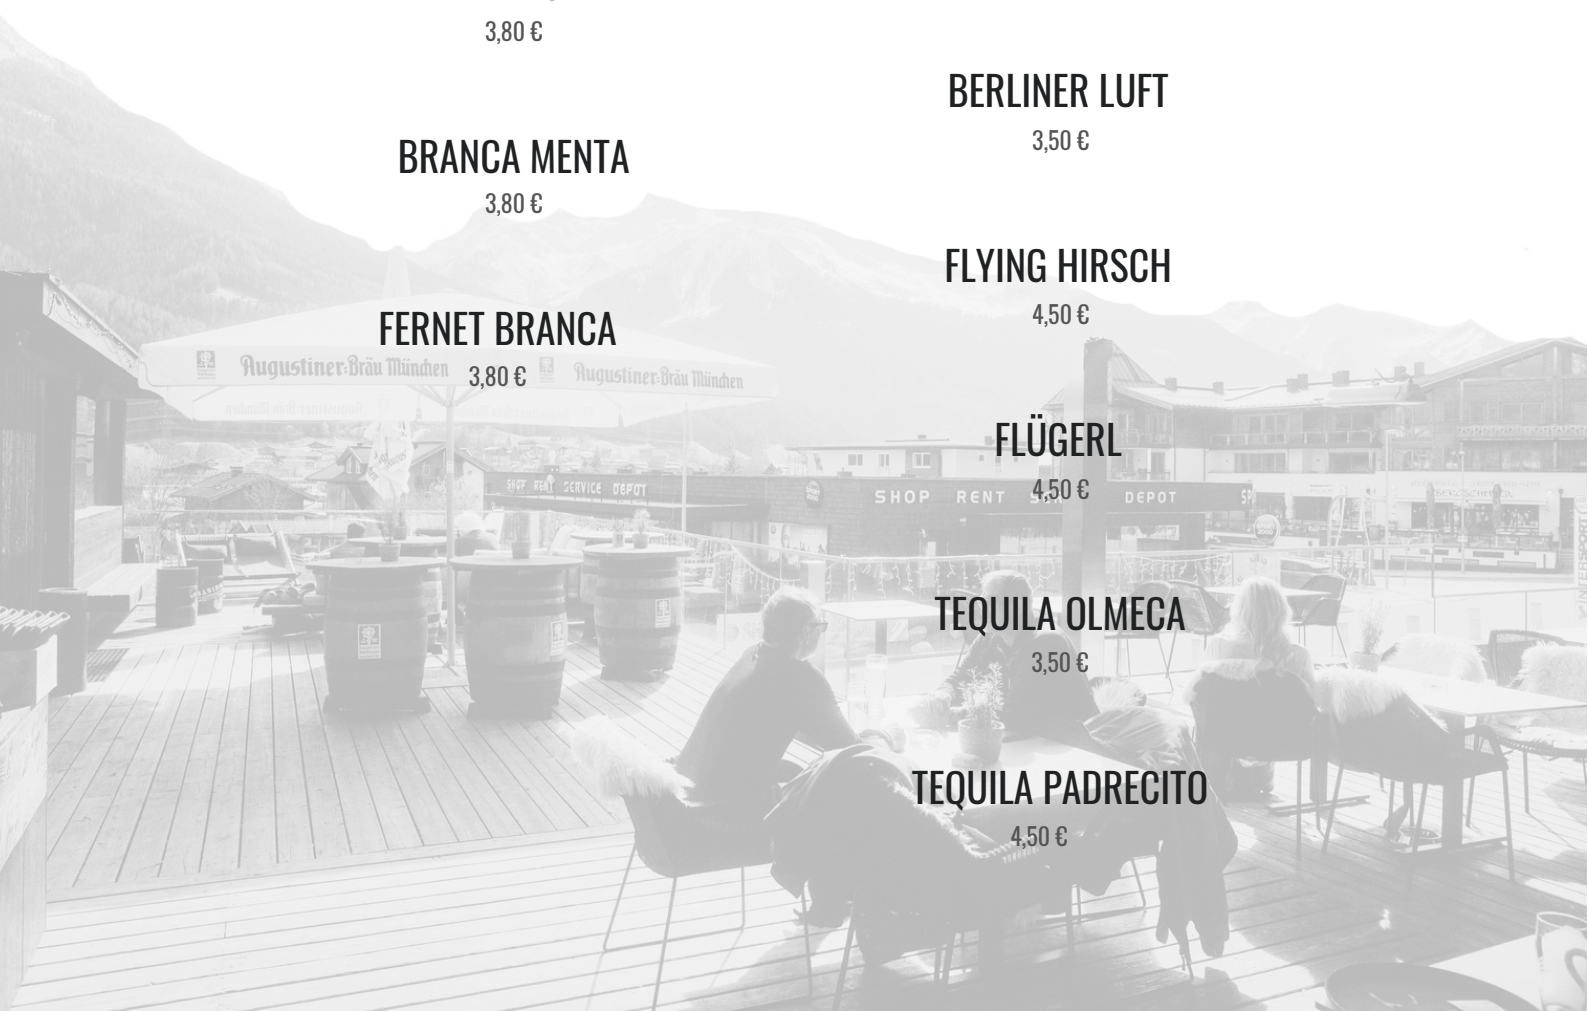 3,80 €
BRANCA MENTA
3,80 €
FERNET BRANCA
3,80 €
Augustiner-Bräu München
Augustiner-Bräu München
SHOP RENT SERVICE DEPOT
BERLINER LUFT
3,50 €
FLYING HIRSCH
4,50 €
FLÜGERL
4,50 €
SHOP RENT DEPOT
TEQUILA OLMECA
3,50 €
TEQUILA PADRECITO
4,50 €